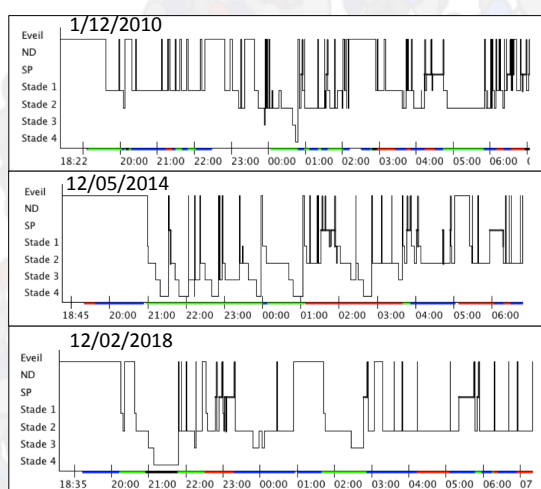 1/12/2010
Eveil
ND
SP
Stade 1
Stade 2
Stade 3
Stade 4
18:22 20:00 21:00 22:00 23:00 00:00 01:00 02:00 03:00 04:00 05:00 06:00
12/05/2014
Eveil
ND
SP
Stade 1
Stade 2
Stade 3
Stade 4
18:45 20:00 21:00 22:00 23:00 00:00 01:00 02:00 03:00 04:00 05:00 06:00
12/02/2018
Eveil
ND
SP
Stade 1
Stade 2
Stade 3
Stade 4
18:35 20:00 21:00 22:00 23:00 00:00 01:00 02:00 03:00 04:00 05:00 06:00 07